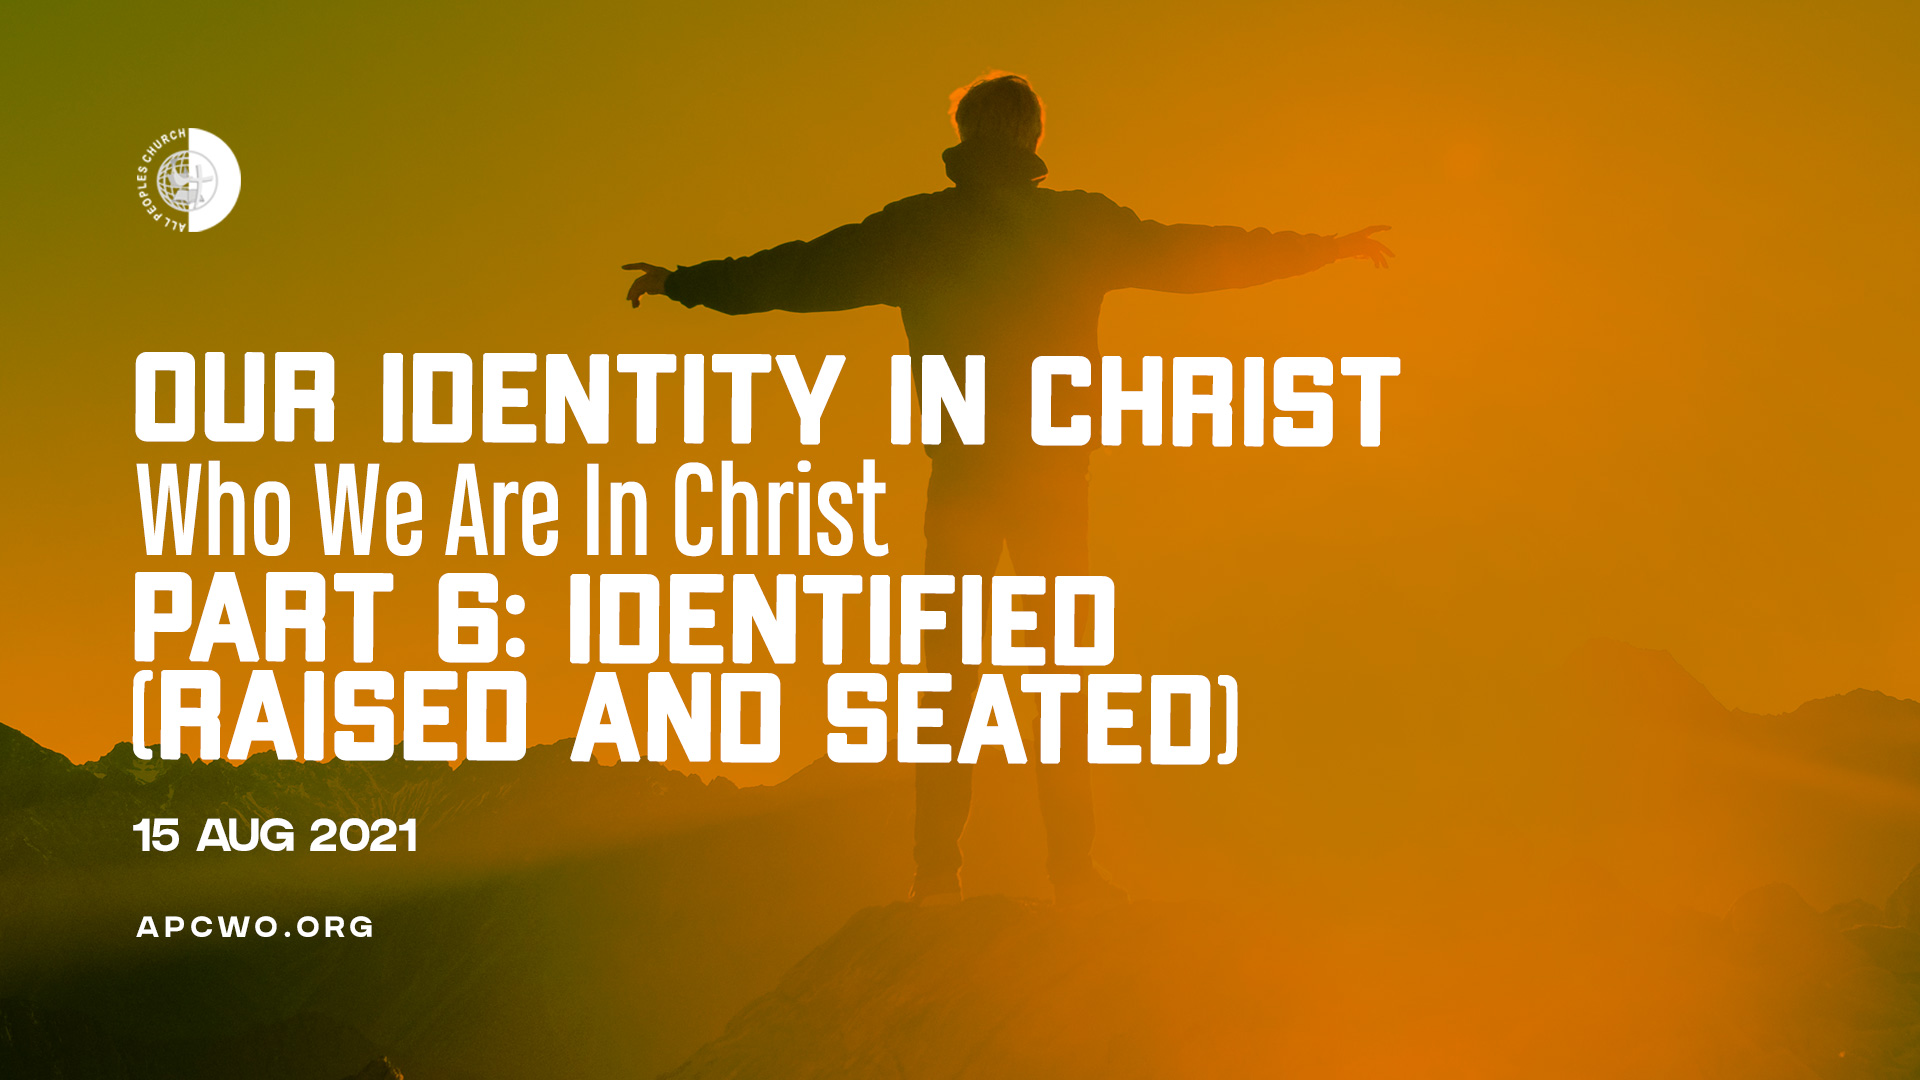 ALL PEOPLES CHURCH
OUR IDENTITY IN CHRIST
Who We Are In Christ
PART 6: IDENTIFIED
(RAISED AND SEATED)
15 AUG 2021
APCWO.ORG